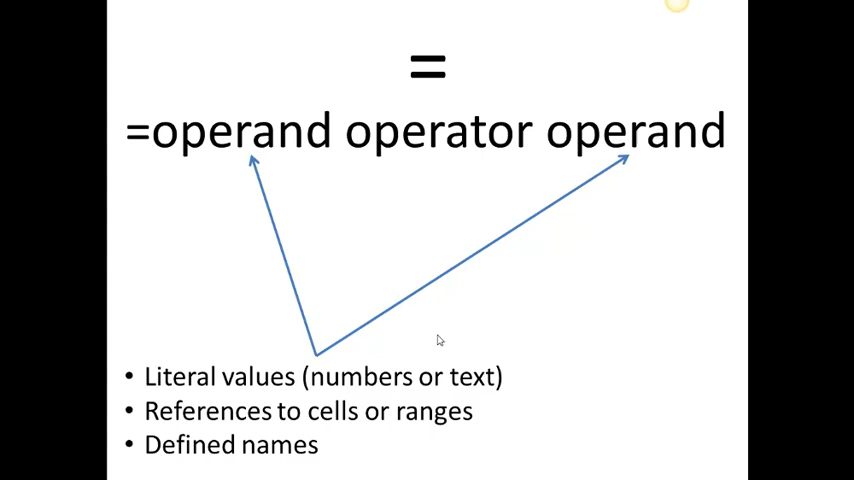 =
=operand operator operand
• Literal values (numbers or text)
• References to cells or ranges
• Defined names